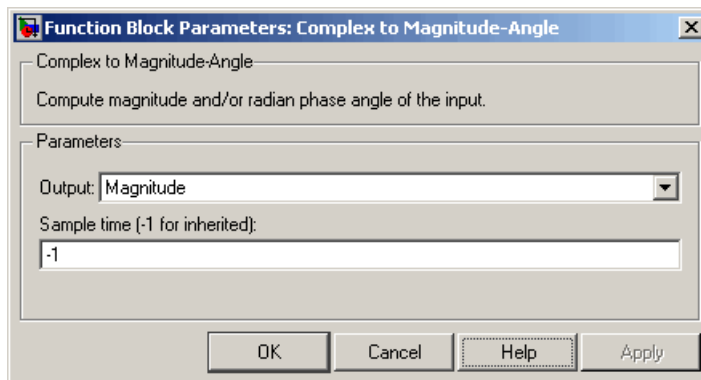 Function Block Parameters: Complex to Magnitude-Angle
Complex to Magnitude-Angle
Compute magnitude and/or radian phase angle of the input.
Parameters
Output: Magnitude
Sample time (-1 for inherited):
-1
OK Cancel Help Apply